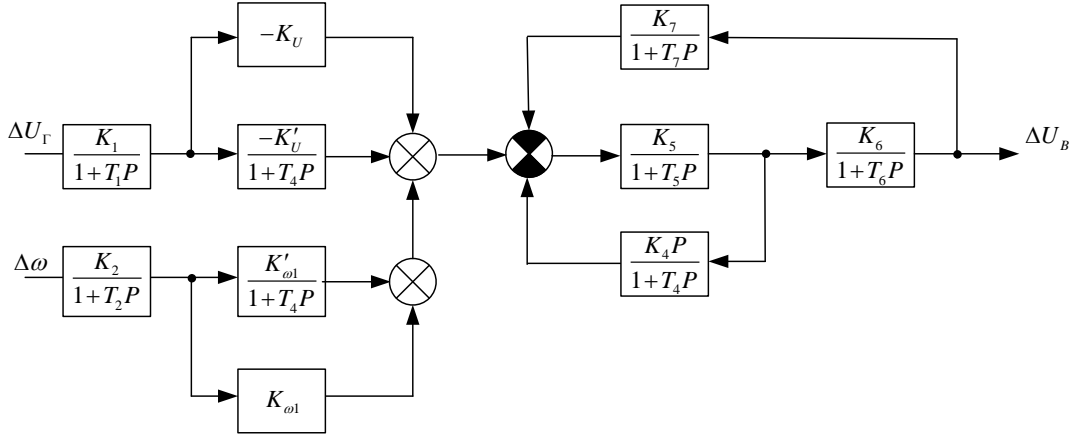 −K_U
K_7
1+T_7P
ΔU_Г
K_1
1+T_1P
−K′_U
1+T_4P
K_5
1+T_5P
K_6
1+T_6P
ΔU_B
Δω
K_2
1+T_2P
K′_ω1
1+T_4P
K_4P
1+T_4P
K_ω1